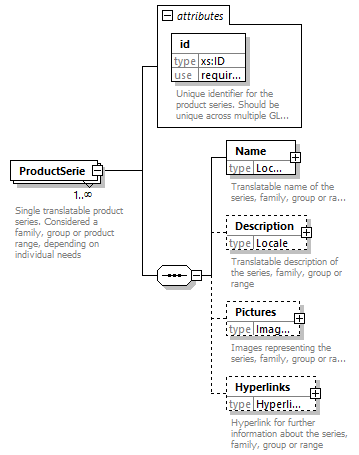 attributes
id
type xs:ID
use requir...
Unique identifier for the
product series. Should be
unique across multiple GL...
ProductSerie
1..∞
Single translatable product
series. Considered a
family, group or product
range, depending on
individual needs
Name
type Loc...
Translatable name of the
series, family, group or ra...
Description
type Locale
Translatable description of
the series, family, group or
range
Pictures
type Imag...
Images representing the
series, family, group or ra...
Hyperlinks
type Hyperli...
Hyperlink for further
information about the series,
family, group or range